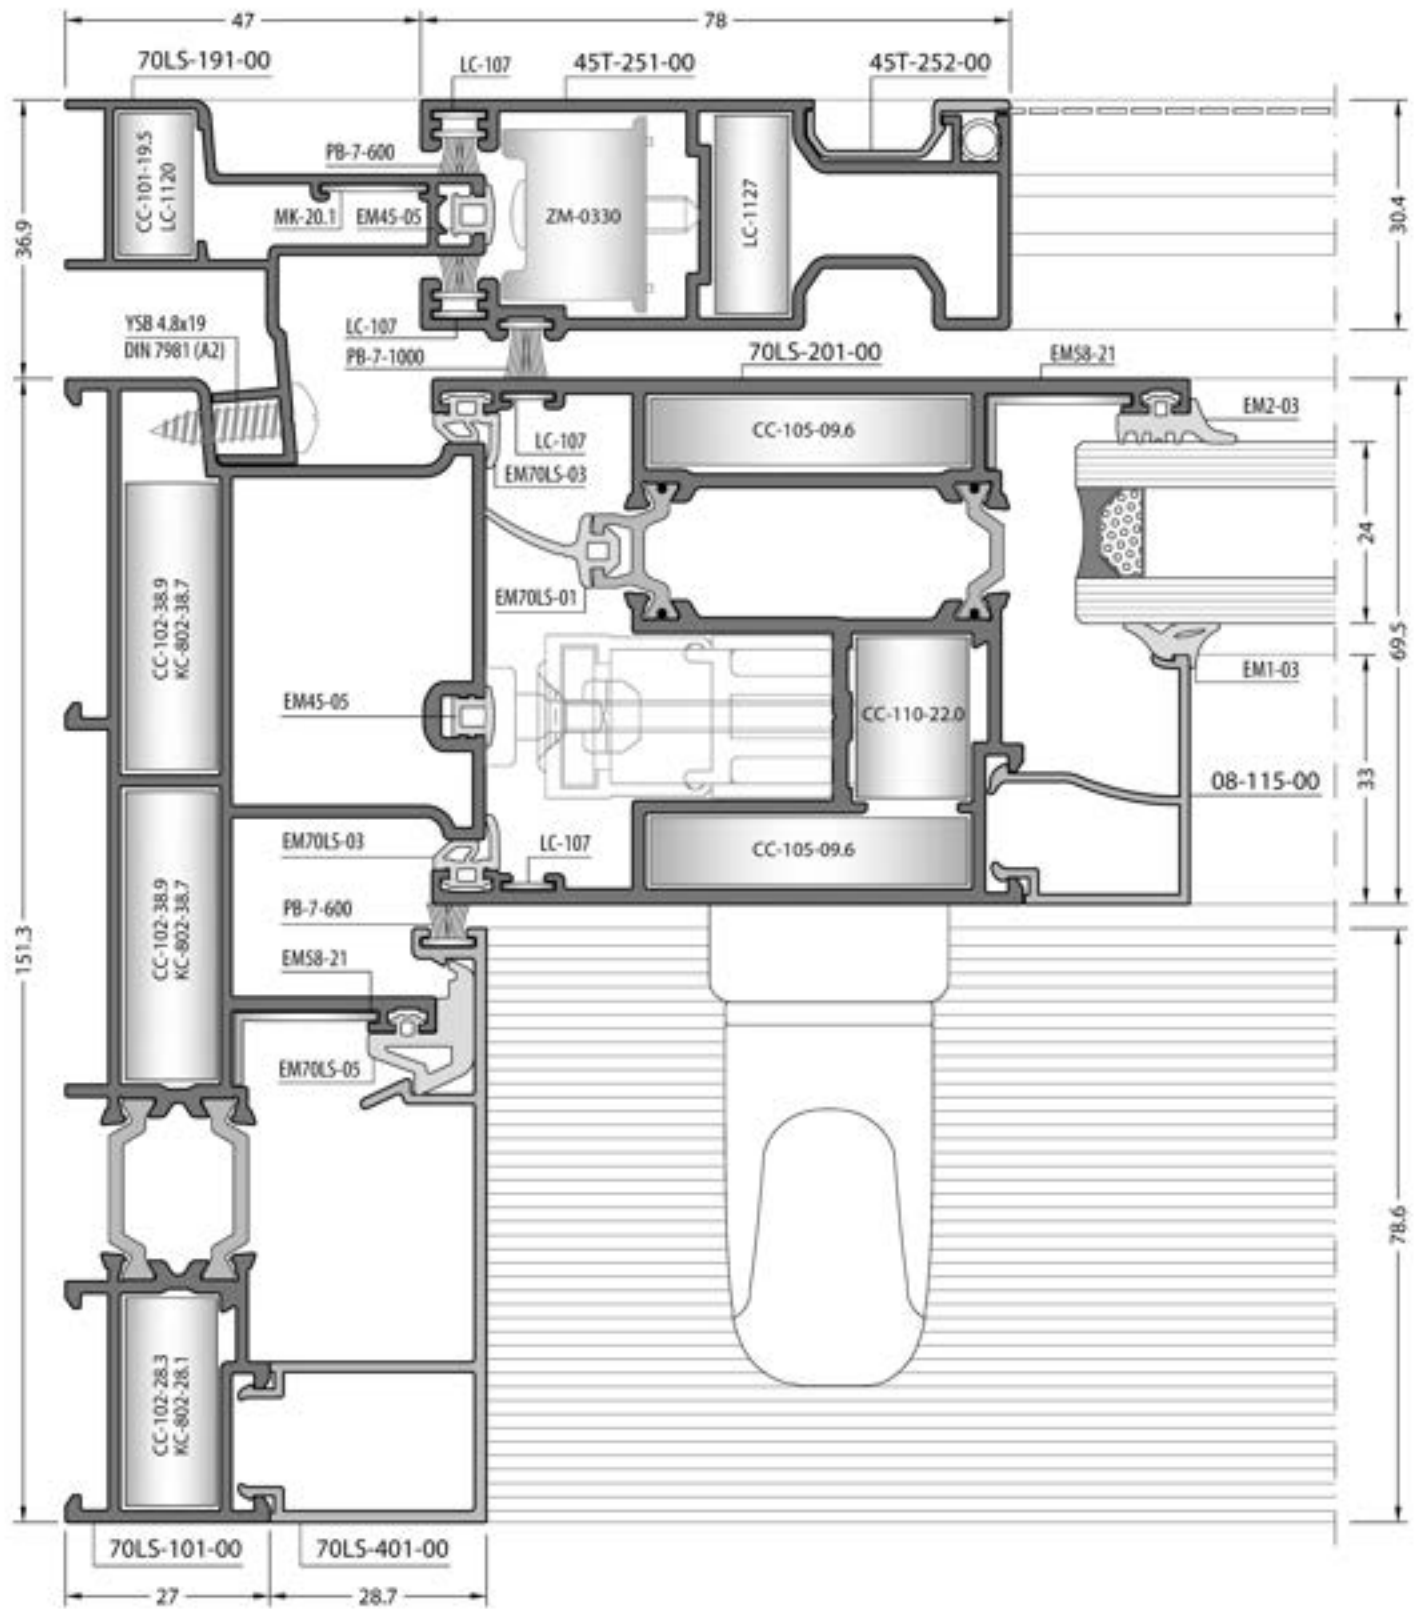 47
78
70LS-191-00
LC-107
45T-251-00
45T-252-00
CC-101-19.5
LC-1120
PB-7-600
MK-20.1
EM45-05
ZM-0330
LC-1127
36.9
30.4
YSB 4.8x19
DIN 7981 (A2)
LC-107
PB-7-1000
70LS-201-00
EM58-21
EM2-03
CC-105-09.6
LC-107
EM70LS-03
24
CC-102-38.9
KC-802-38.7
EM70LS-01
69.5
EM1-03
EM45-05
CC-110-22.0
08-115-00
33
EM70LS-03
LC-107
CC-105-09.6
PB-7-600
CC-102-38.9
KC-802-38.7
151.3
EM58-21
EM70LS-05
78.6
CC-102-28.3
KC-802-28.1
70LS-101-00
70LS-401-00
27
28.7